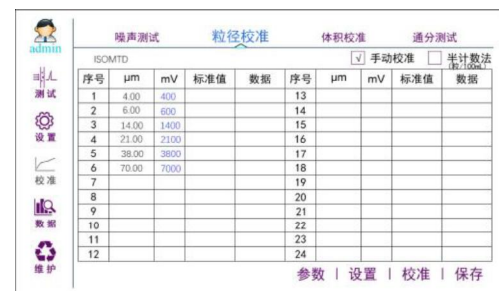 噪声测试 粒径校准 体积校准 通分测试
admin
ISOMTD √ 手动校准 半计数法
(粒/100mL)
序号 μm mV 标准值 数据 序号 μm mV 标准值 数据
1 4.00 400 13
2 6.00 600 14
3 14.00 1400 15
4 21.00 2100 16
5 38.00 3800 17
6 70.00 7000 18
7 19
8 20
9 21
10 22
11 23
12 24
测试
设置
校准
数据
维护
参数 | 设置 | 校准 | 保存